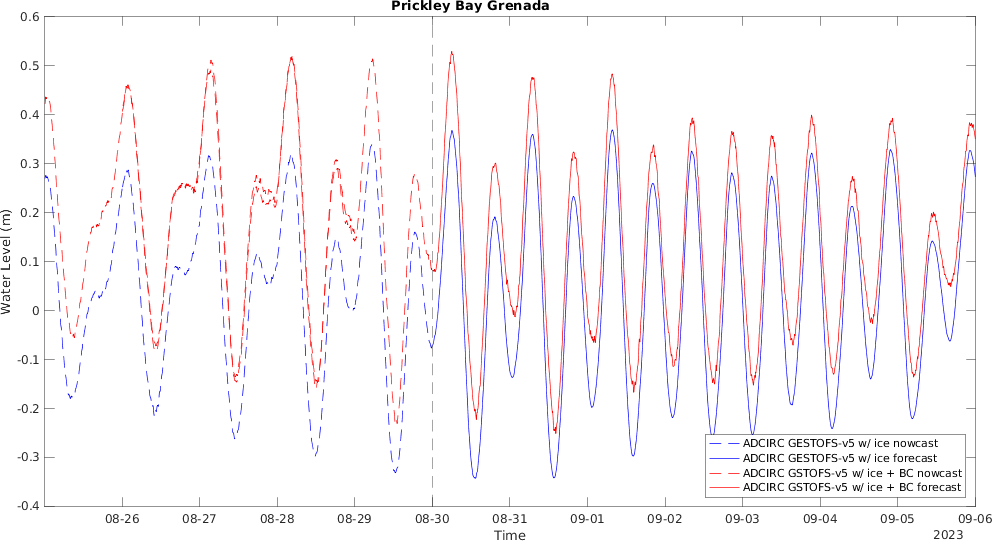 Prickley Bay Grenada
0.6
0.5
0.4
0.3
0.2
0.1
0
-0.1
-0.2
-0.3
-0.4
Water Level (m)
ADCIRC GESTOFS-v5 w/ ice nowcast
ADCIRC GESTOFS-v5 w/ ice forecast
ADCIRC GSTOFS-v5 w/ ice + BC nowcast
ADCIRC GSTOFS-v5 w/ ice + BC forecast
08-26 08-27 08-28 08-29 08-30 08-31 09-01 09-02 09-03 09-04 09-05 09-06
Time
2023